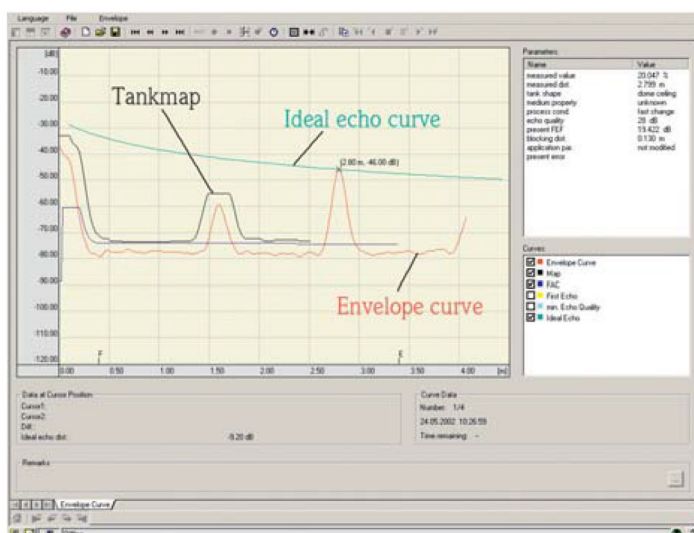 Language File Envelope
[dB]
-10.00
-20.00
-30.00
-40.00
-50.00
-60.00
-70.00
-80.00
-90.00
-100.00
-110.00
-120.00
Tankmap
Ideal echo curve
(2.80 m, -46.00 dB)
Envelope curve
F
E
0.00 0.50 1.00 1.50 2.00 2.50 3.00 3.50 4.00 [m]
Parameters:
Name Value
measured value 20.047 %
measured dist. 2.799 m
tank shape dome ceiling
medium property unknown
process cond. fast change
echo quality 28 dB
present FEF 19.422 dB
blocking dist. 0.130 m
application par. not modified
present error
Curves:
Envelope Curve
Map
FAC
First Echo
min. Echo Quality
Ideal Echo
Data at Cursor Position
Cursor1:
Cursor2:
Diff.:
Ideal echo dist: -9.20 dB
Curve Data
Number: 1/4
24.05.2002 10:26:59
Time remaining: -
Remarks
...
Envelope Curve